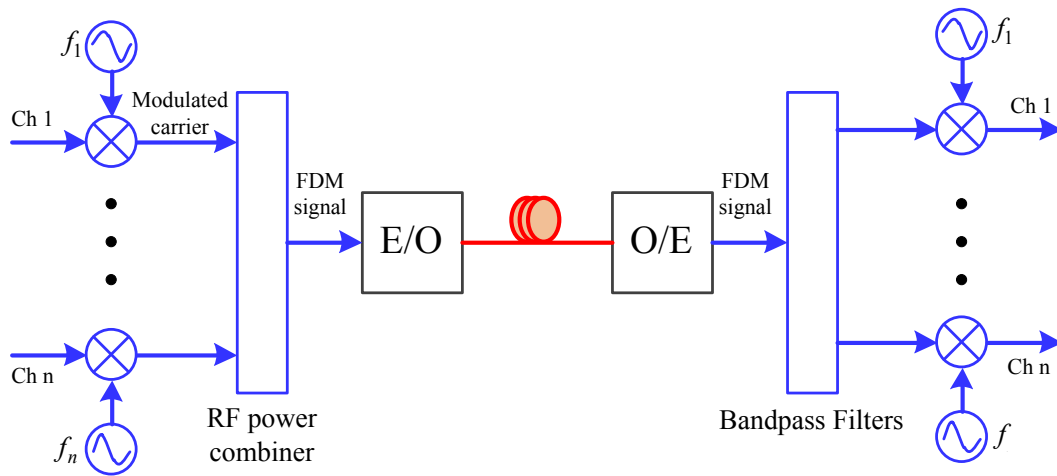 f1
Ch 1
Modulated
carrier
FDM
signal
E/O
O/E
FDM
signal
f1
Ch 1
Ch n
fn
RF power
combiner
Bandpass Filters
Ch n
f